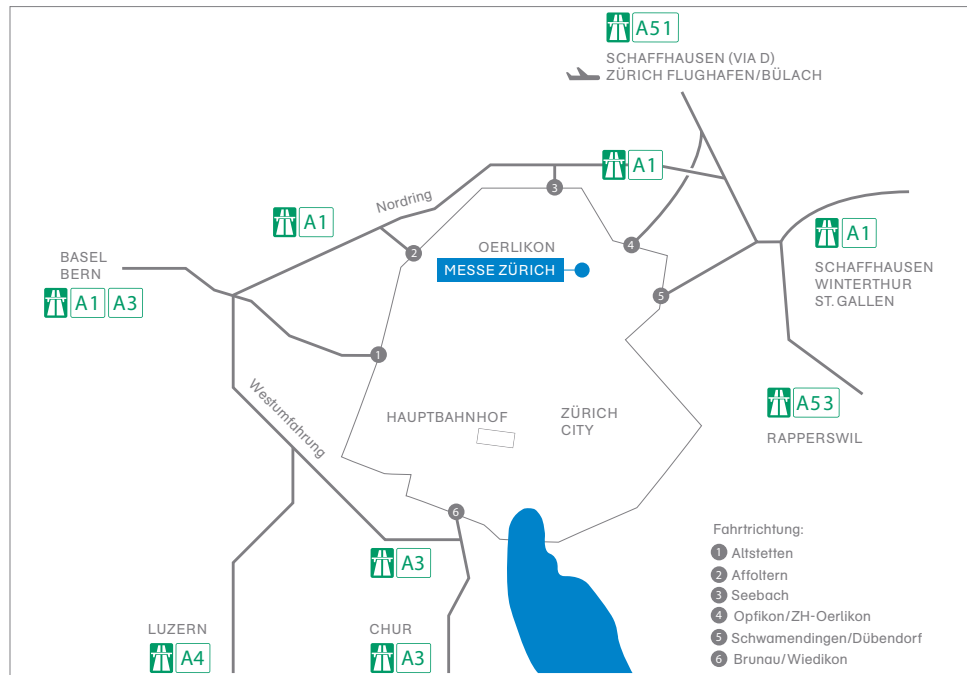 A51
SCHAFFHAUSEN (VIA D)
ZÜRICH FLUGHAFEN/BÜLACH
A1
Nordring
3
A1
2
4
OERLIKON
MESSE ZÜRICH
A1
SCHAFFHAUSEN
WINTERTHUR
ST. GALLEN
BASEL
BERN
A1 A3
5
1
Westumfahrung
A53
RAPPERSWIL
HAUPTBAHNHOF
ZÜRICH
CITY
6
A3
LUZERN
A4
CHUR
A3
Fahrtrichtung:
1 Altstetten
2 Affoltern
3 Seebach
4 Opfikon/ZH-Oerlikon
5 Schwamendingen/Dübendorf
6 Brunau/Wiedikon